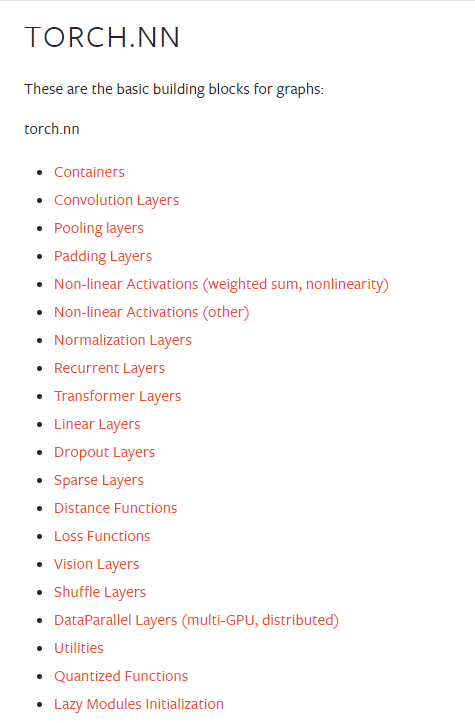 TORCH.NN
These are the basic building blocks for graphs:
torch.nn
Containers
Convolution Layers
Pooling layers
Padding Layers
Non-linear Activations (weighted sum, nonlinearity)
Non-linear Activations (other)
Normalization Layers
Recurrent Layers
Transformer Layers
Linear Layers
Dropout Layers
Sparse Layers
Distance Functions
Loss Functions
Vision Layers
Shuffle Layers
DataParallel Layers (multi-GPU, distributed)
Utilities
Quantized Functions
Lazy Modules Initialization